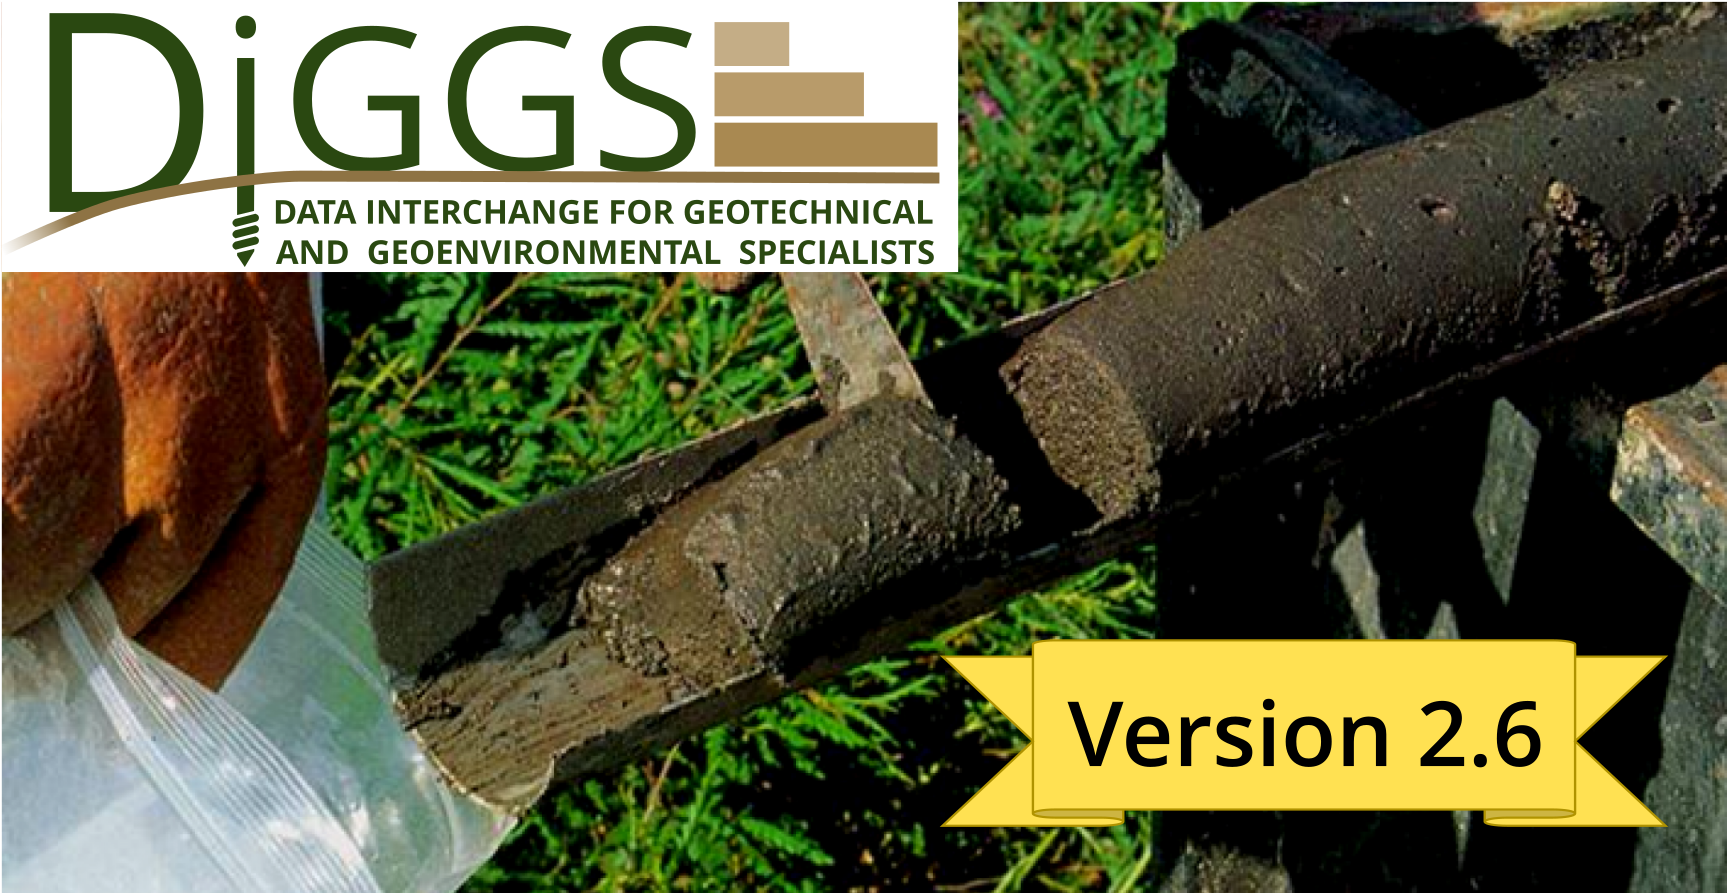 DiGGS
DATA INTERCHANGE FOR GEOTECHNICAL
AND GEOENVIRONMENTAL SPECIALISTS
Version 2.6